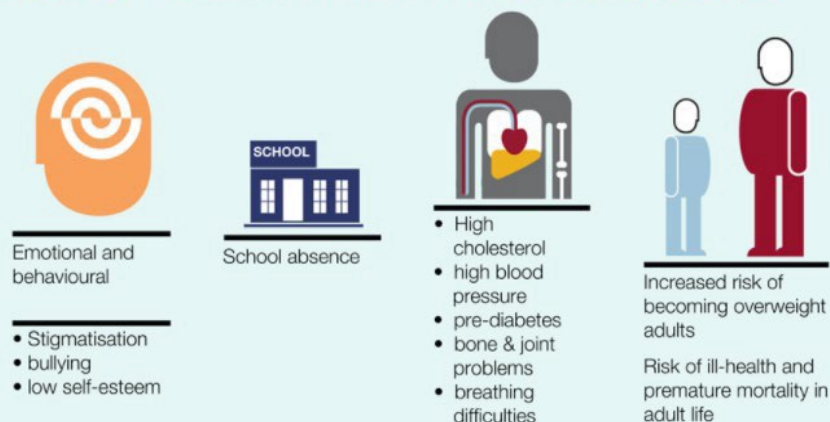 Emotional and
behavioural
• Stigmatisation
• bullying
• low self-esteem
SCHOOL
School absence
• High
cholesterol
• high blood
pressure
• pre-diabetes
• bone & joint
problems
• breathing
difficulties
Increased risk of
becoming overweight
adults
Risk of ill-health and
premature mortality in
adult life